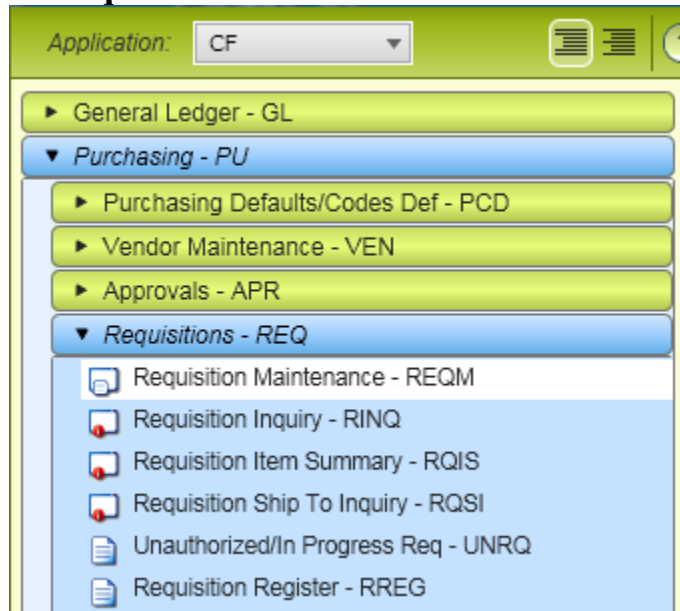 Application: CF
General Ledger - GL
Purchasing - PU
Purchasing Defaults/Codes Def - PCD
Vendor Maintenance - VEN
Approvals - APR
Requisitions - REQ
Requisition Maintenance - REQM
Requisition Inquiry - RINQ
Requisition Item Summary - RQIS
Requisition Ship To Inquiry - RQSI
Unauthorized/In Progress Req - UNRQ
Requisition Register - RREG